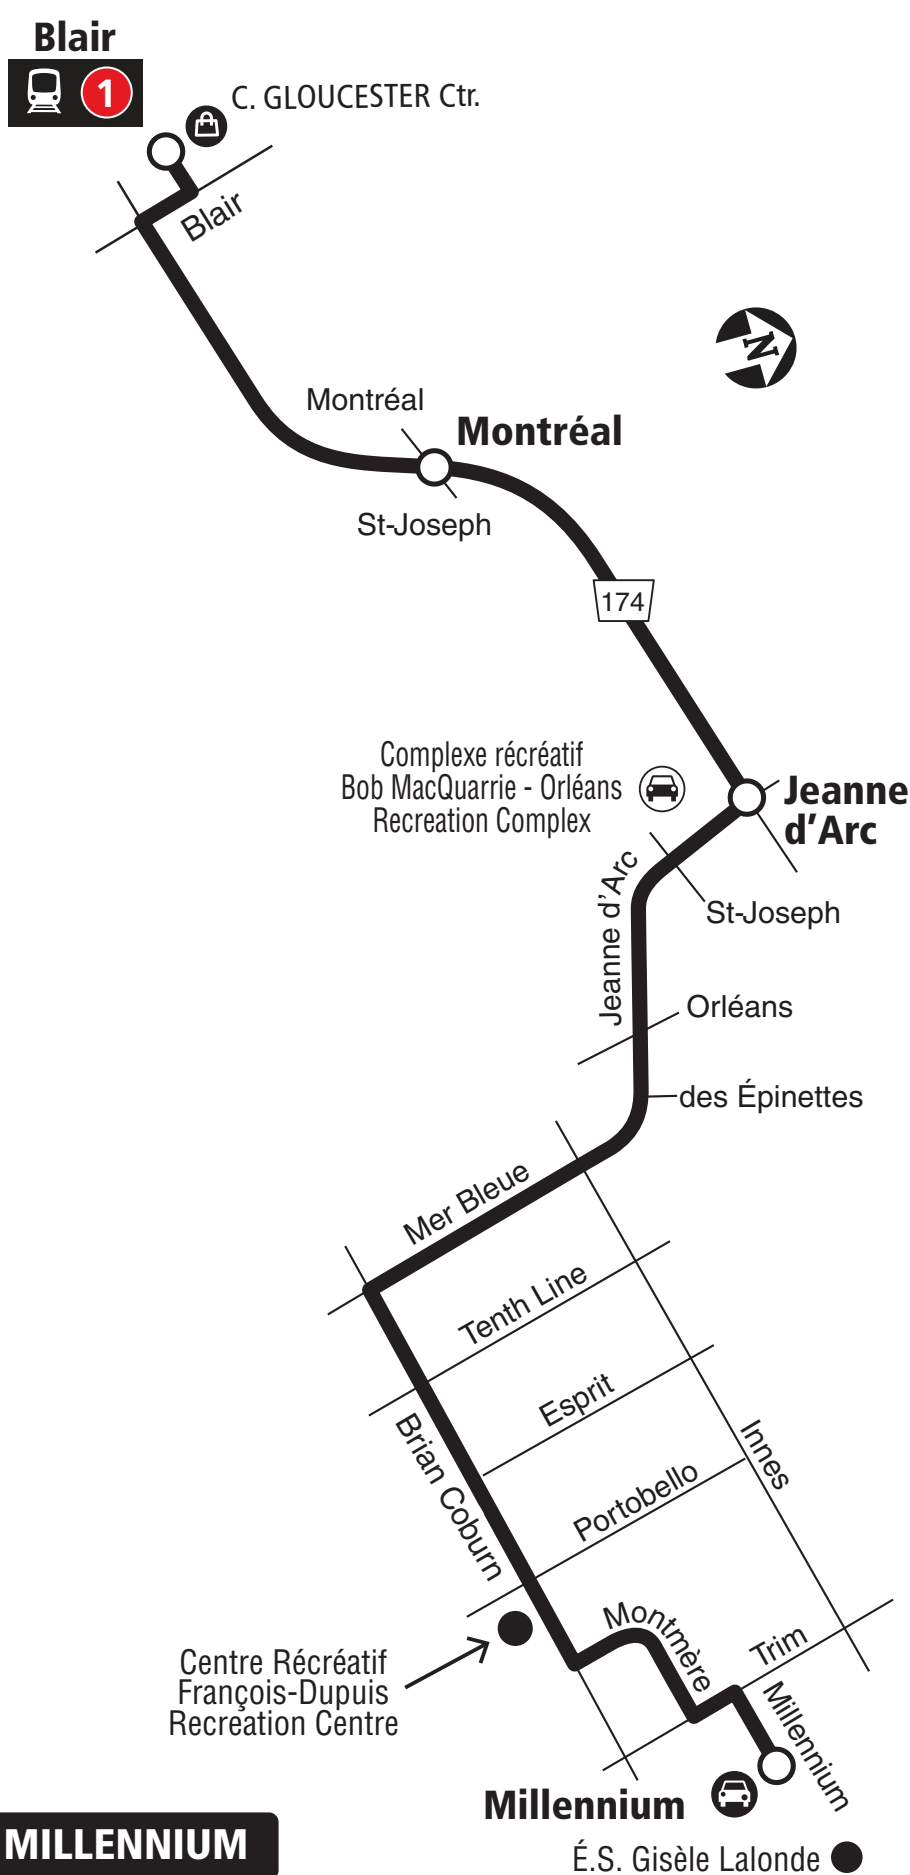 Blair
1
C. GLOUCESTER Ctr.
Blair
N
Montréal
Montréal
St-Joseph
174
Complexe récréatif
Bob MacQuarrie - Orléans
Recreation Complex
Jeanne
d’Arc
Jeanne d’Arc
St-Joseph
Orléans
des Épinettes
Mer Bleue
Tenth Line
Esprit
Innes
Brian Coburn
Portobello
Montmère
Trim
Centre Récréatif
François-Dupuis
Recreation Centre
Millennium
Millennium
MILLENNIUM
É.S. Gisèle Lalonde